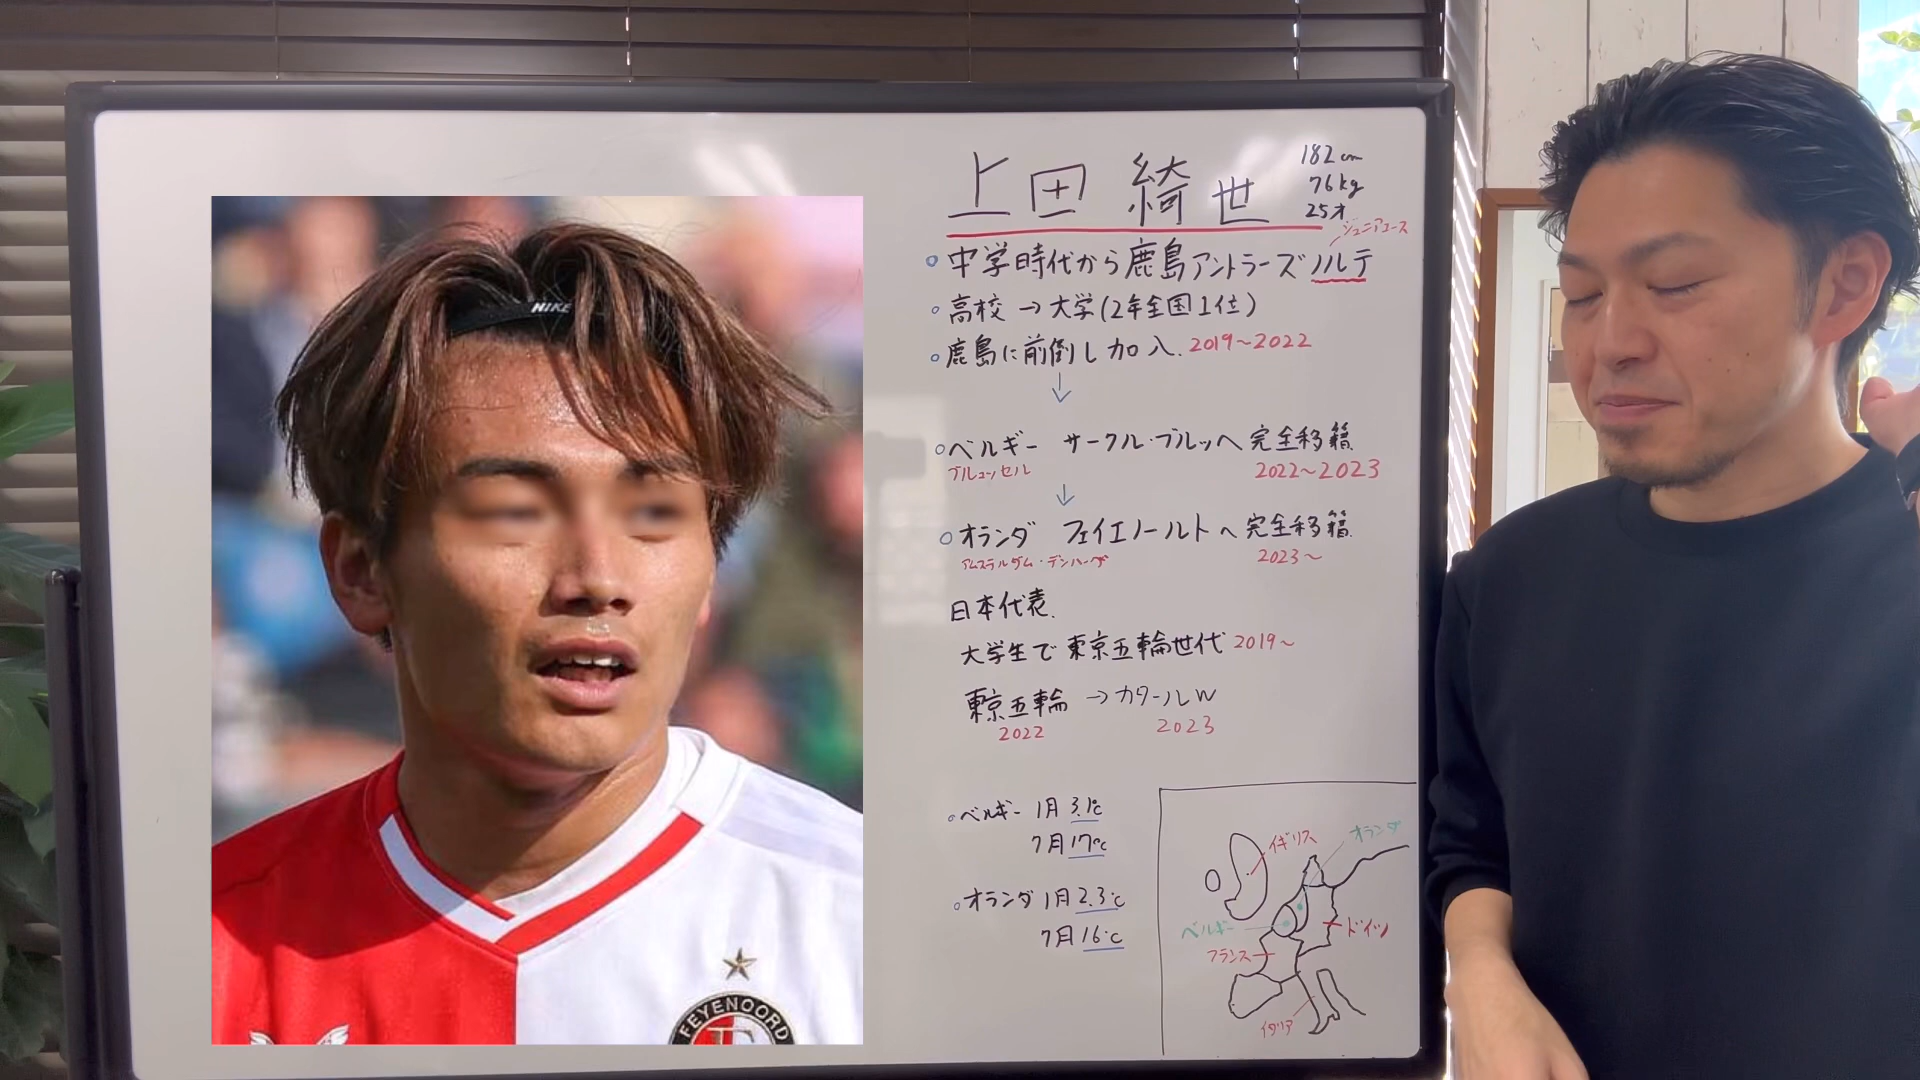 上田 綺世
182cm
76kg
25才
ジュニアユース
中学時代から鹿島アントラーズノルテ
高校→大学(2年全国1位)
鹿島に前倒し加入. 2019~2022
↓
ベルギー サークル・ブルッヘ完全移籍
ブルュッセル
2022~2023
↓
オランダ フェイエノールトへ完全移籍
アムステルダム・デンハーグ
2023~
日本代表.
大学生で東京五輪世代 2019~
東京五輪→カタールW
2022
2023
ベルギー 1月 3.1℃
7月 17℃
オランダ 1月 2.3℃
7月 16℃
イギリス
オランダ
ベルギー
ドイツ
フランス
イタリア
NIKE
FEYENOORD